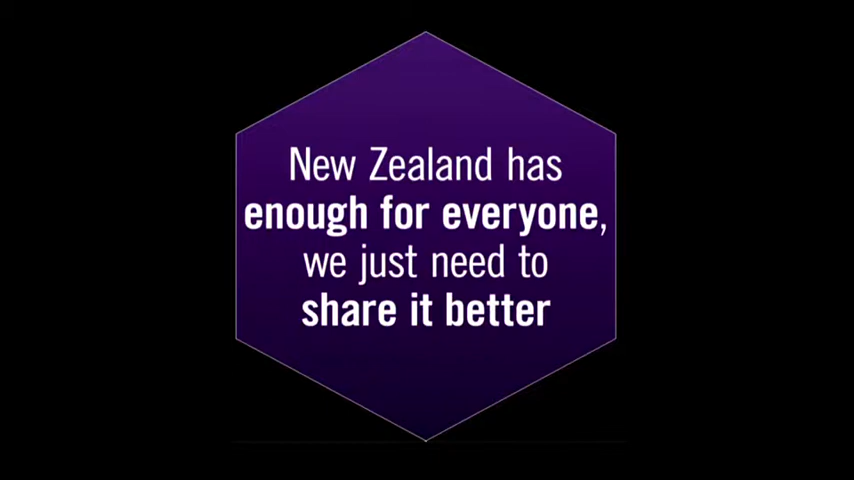 New Zealand has
enough for everyone,
we just need to
share it better